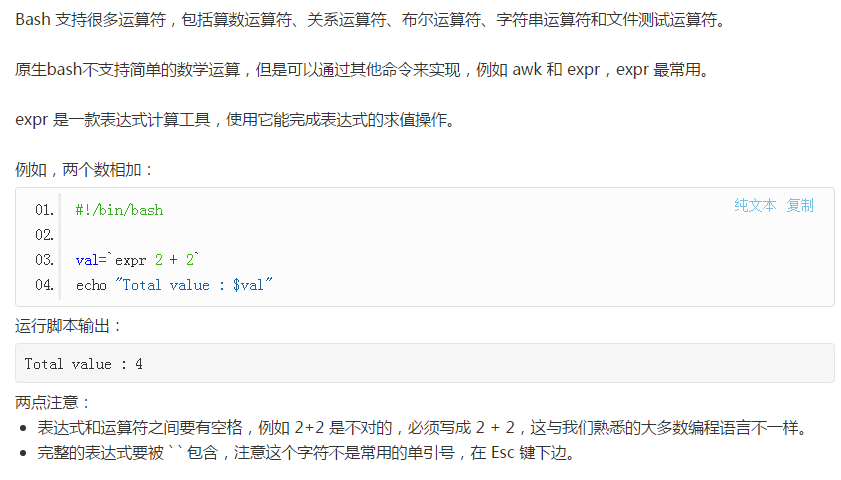 Bash 支持很多运算符，包括算数运算符、关系运算符、布尔运算符、字符串运算符和文件测试运算符。
原生bash不支持简单的数学运算，但是可以通过其他命令来实现，例如 awk 和 expr，expr 最常用。
expr 是一款表达式计算工具，使用它能完成表达式的求值操作。
例如，两个数相加：
纯文本 复制
01. #!/bin/bash
02.
03. val=`expr 2 + 2`
04. echo "Total value : $val"
运行脚本输出：
Total value : 4
两点注意：
• 表达式和运算符之间要有空格，例如 2+2 是不对的，必须写成 2 + 2，这与我们熟悉的大多数编程语言不一样。
• 完整的表达式要被 ` ` 包含，注意这个字符不是常用的单引号，在 Esc 键下边。